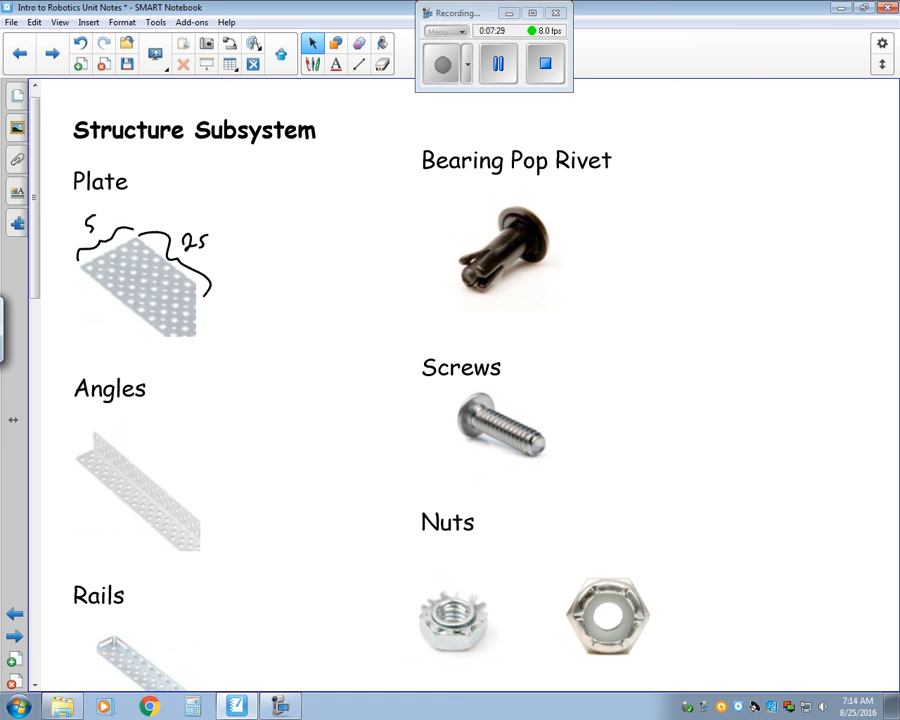 Intro to Robotics Unit Notes * - SMART Notebook
File Edit View Insert Format Tools Add-ons Help
Recording...
Menu
0:07:29 8.0 fps
Structure Subsystem
Plate
5
25
Angles
Rails
Bearing Pop Rivet
Screws
Nuts
7:14 AM
8/25/2016